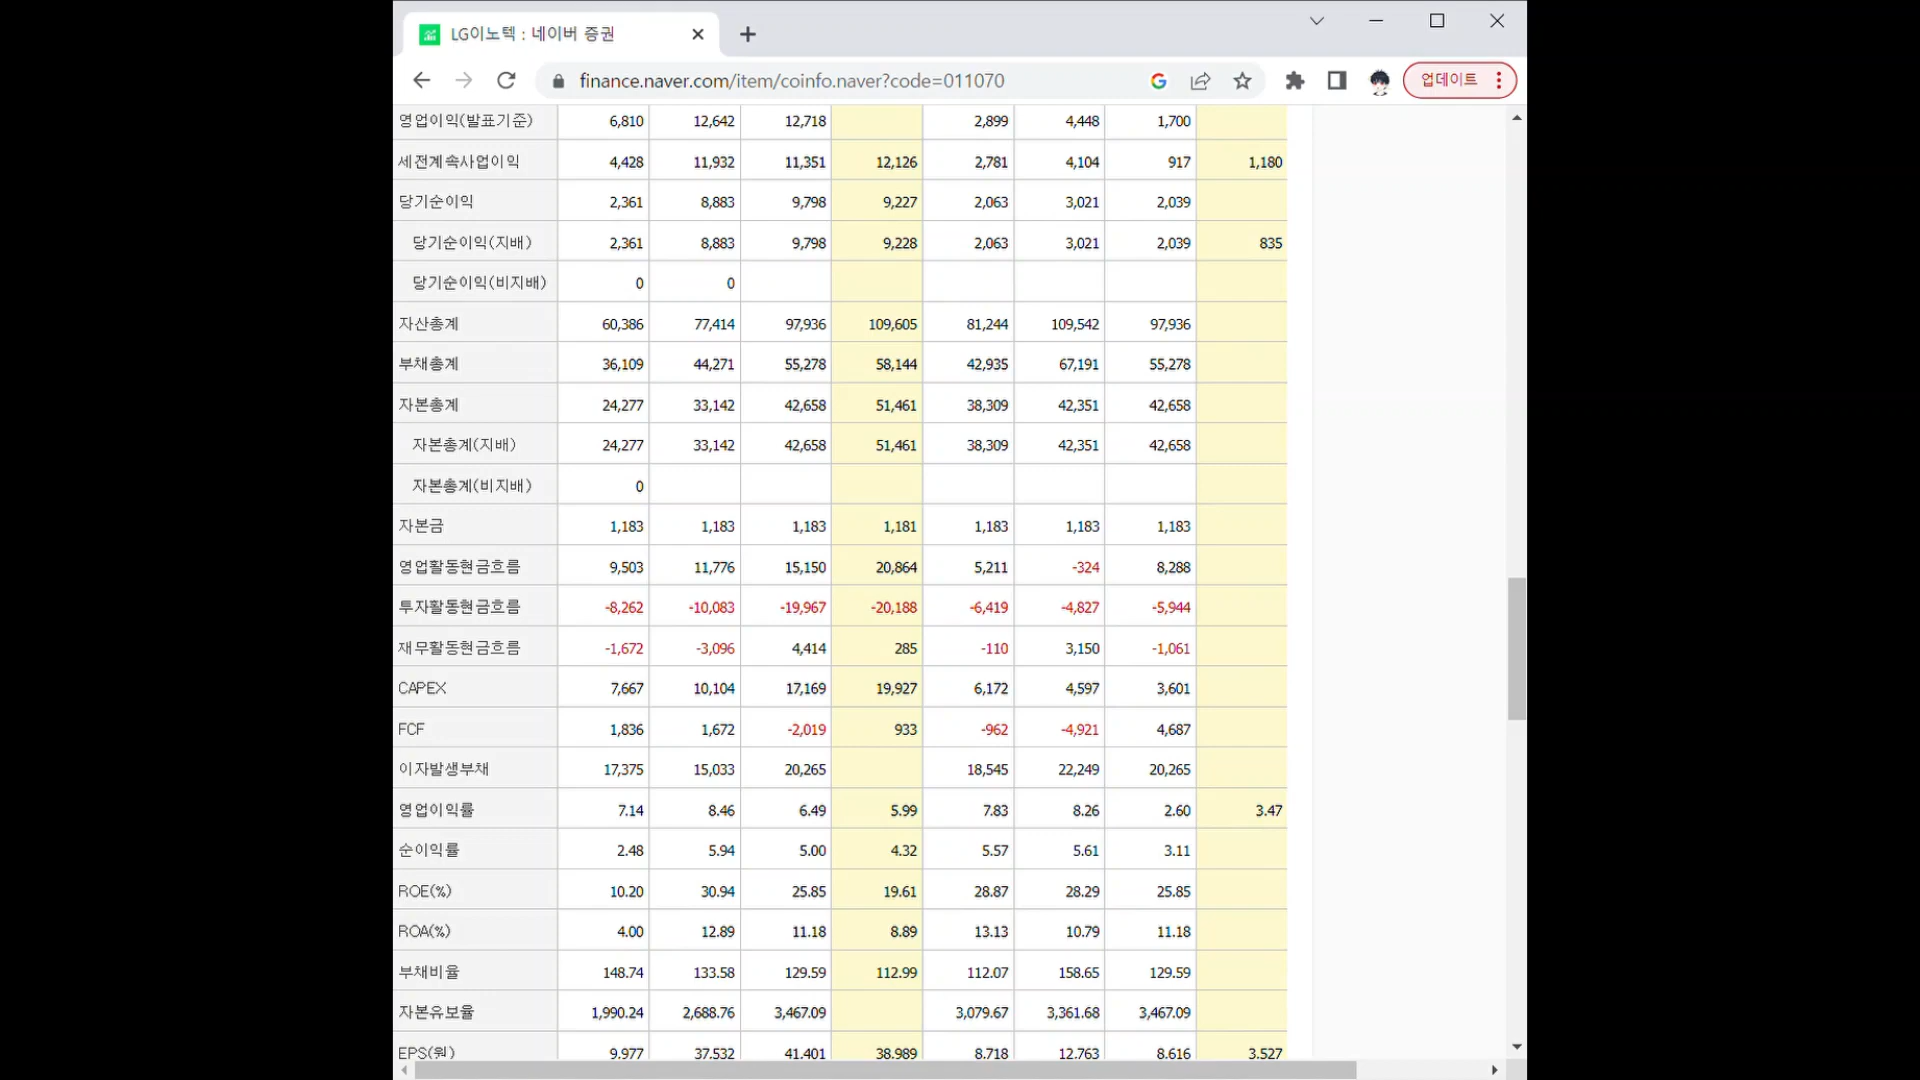 LG이노텍 : 네이버 증권
finance.naver.com/item/coinfo.naver?code=011070
업데이트
영업이익(발표기준) 6,810 12,642 12,718 2,899 4,448 1,700
세전계속사업이익 4,428 11,932 11,351 12,126 2,781 4,104 917 1,180
당기순이익 2,361 8,883 9,798 9,227 2,063 3,021 2,039
당기순이익(지배) 2,361 8,883 9,798 9,228 2,063 3,021 2,039 835
당기순이익(비지배) 0 0
자산총계 60,386 77,414 97,936 109,605 81,244 109,542 97,936
부채총계 36,109 44,271 55,278 58,144 42,935 67,191 55,278
자본총계 24,277 33,142 42,658 51,461 38,309 42,351 42,658
자본총계(지배) 24,277 33,142 42,658 51,461 38,309 42,351 42,658
자본총계(비지배) 0
자본금 1,183 1,183 1,183 1,181 1,183 1,183 1,183
영업활동현금흐름 9,503 11,776 15,150 20,864 5,211 -324 8,288
투자활동현금흐름 -8,262 -10,083 -19,967 -20,188 -6,419 -4,827 -5,944
재무활동현금흐름 -1,672 -3,096 4,414 285 -110 3,150 -1,061
CAPEX 7,667 10,104 17,169 19,927 6,172 4,597 3,601
FCF 1,836 1,672 -2,019 933 -962 -4,921 4,687
이자발생부채 17,375 15,033 20,265 18,545 22,249 20,265
영업이익률 7.14 8.46 6.49 5.99 7.83 8.26 2.60 3.47
순이익률 2.48 5.94 5.00 4.32 5.57 5.61 3.11
ROE(%) 10.20 30.94 25.85 19.61 28.87 28.29 25.85
ROA(%) 4.00 12.89 11.18 8.89 13.13 10.79 11.18
부채비율 148.74 133.58 129.59 112.99 112.07 158.65 129.59
자본유보율 1,990.24 2,688.76 3,467.09 3,079.67 3,361.68 3,467.09
EPS(원) 9,977 37,532 41,401 38,989 8,718 12,763 8,616 3,527